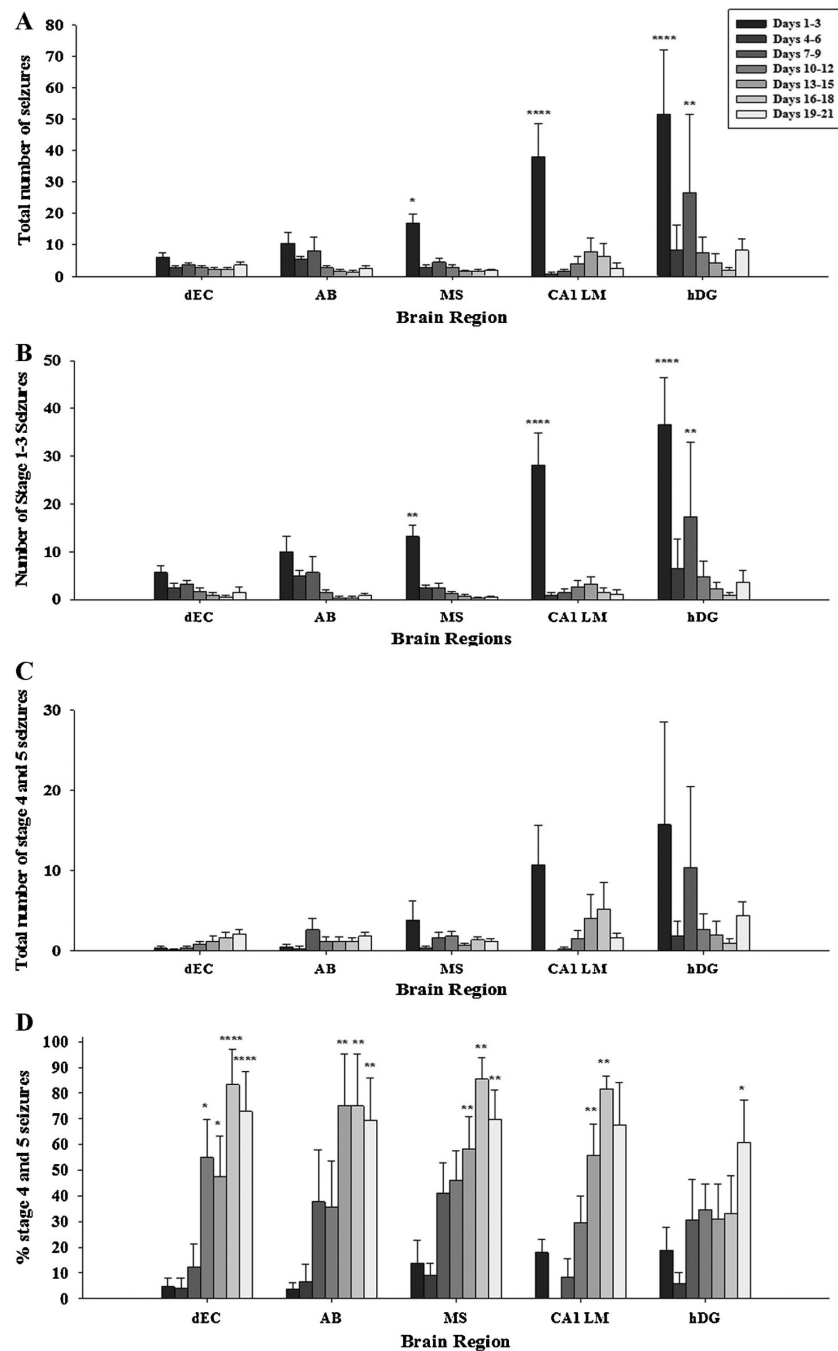 A
Total number of seizures
80
70
60
50
40
30
20
10
0
* **** **** **
Days 1-3
Days 4-6
Days 7-9
Days 10-12
Days 13-15
Days 16-18
Days 19-21
dEC AB MS CA1 LM hDG
Brain Region
B
Number of Stage 1-3 Seizures
50
40
30
20
10
0
** **** **** **
dEC AB MS CA1 LM hDG
Brain Regions
C
Total number of stage 4 and 5 seizures
30
20
10
0
dEC AB MS CA1 LM hDG
Brain Region
D
% stage 4 and 5 seizures
100
90
80
70
60
50
40
30
20
10
0
* * **** **** ** ** ** ** ** ** ** ** *
dEC AB MS CA1 LM hDG
Brain Region